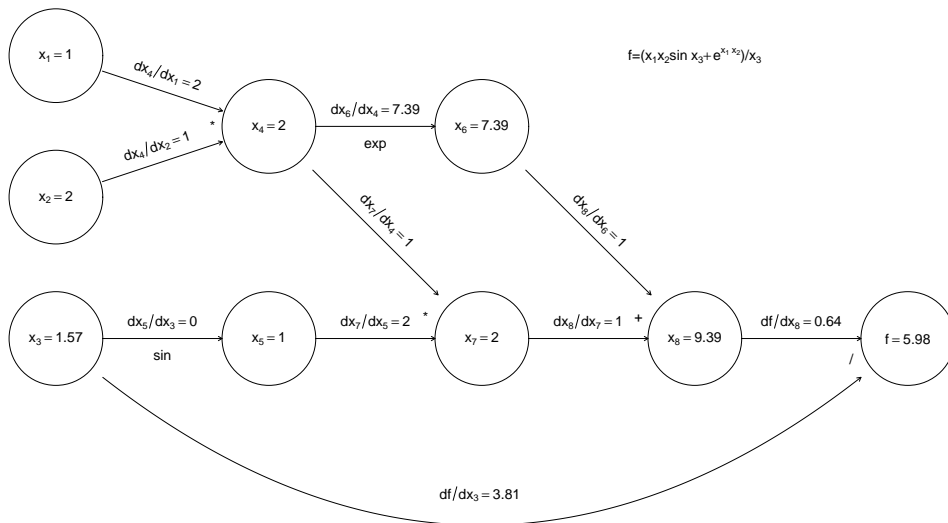 x₁=1
f=(x₁x₂sin x₃+e^{x₁ x₂})/x₃
dx₄/dx₁=2
*
x₄=2
dx₆/dx₄=7.39
exp
x₆=7.39
dx₄/dx₂=1
x₂=2
dx₇/dx₄=1
dx₈/dx₆=1
x₃=1.57
dx₅/dx₃=0
sin
x₅=1
dx₇/dx₅=2
*
x₇=2
dx₈/dx₇=1
+
x₈=9.39
df/dx₈=0.64
/
f=5.98
df/dx₃=3.81